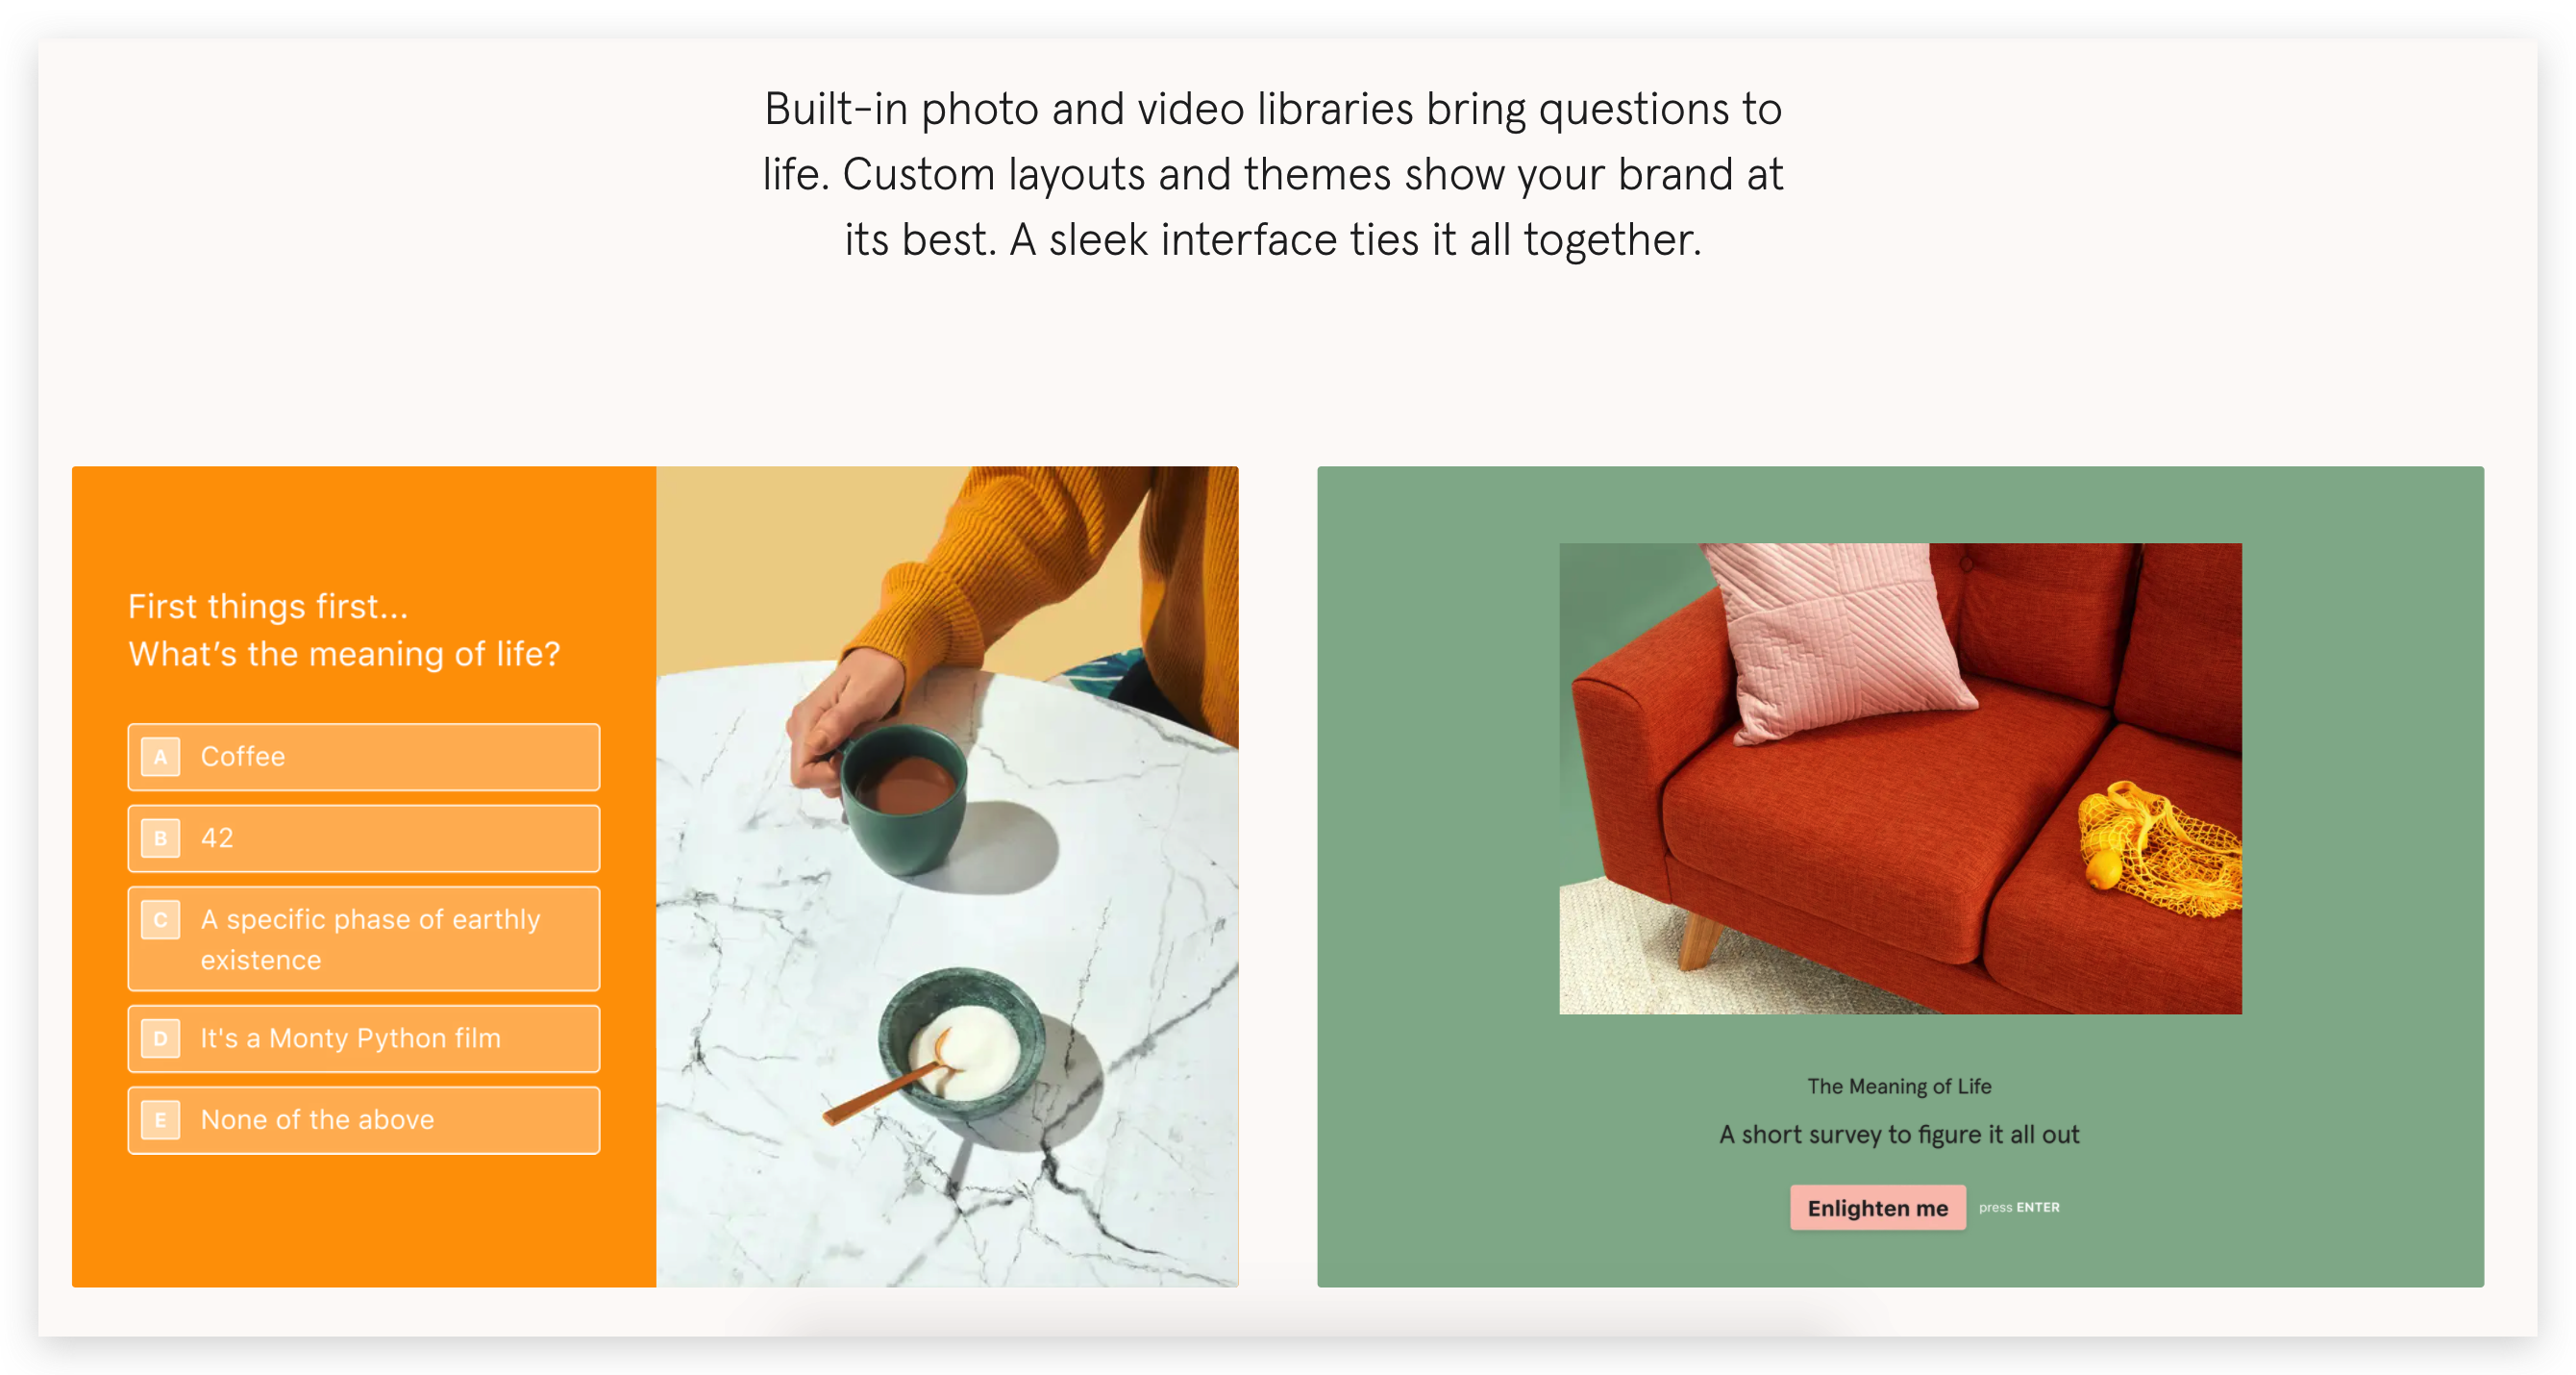 Built-in photo and video libraries bring questions to
life. Custom layouts and themes show your brand at
its best. A sleek interface ties it all together.
First things first...
What's the meaning of life?
A Coffee
B 42
C A specific phase of earthly
existence
D It's a Monty Python film
E None of the above
The Meaning of Life
A short survey to figure it all out
Enlighten me press ENTER